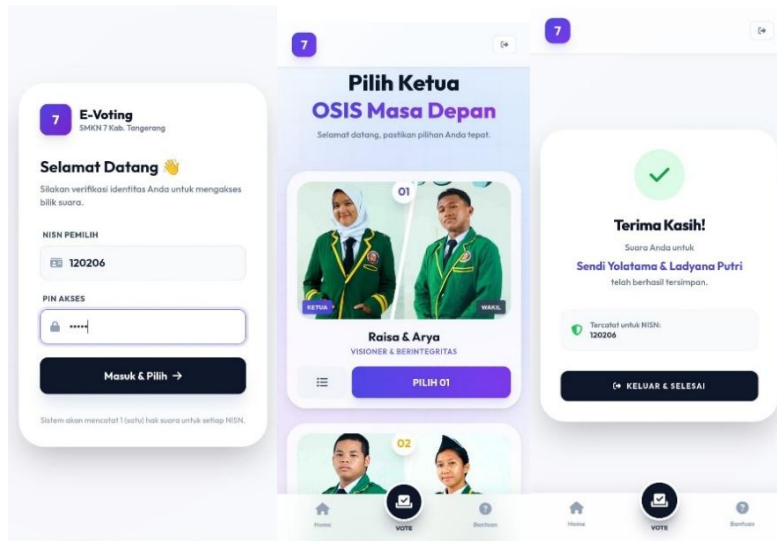 7
E-Voting
SMKN 7 Kab. Tangerang
Selamat Datang 👋
Silakan verifikasi identitas Anda untuk mengakses
bilik suara.
NISN PEMILIH
120206
PIN AKSES
•••••
Masuk & Pilih →
Sistem akan mencatat 1 (satu) hak suara untuk setiap NISN.
7
Pilih Ketua
OSIS Masa Depan
Selamat datang, pastikan pilihan Anda tepat.
01
KETUA
WAKIL
Raisa & Arya
VISIONER & BERINTEGRITAS
PILIH 01
02
Home
VOTE
Bantuan
7
Terima Kasih!
Suara Anda untuk
Sendi Yolatama & Ladyana Putri
telah berhasil tersimpan.
Tercatat untuk NISN:
120206
KELUAR & SELESAI
Home
VOTE
Bantuan